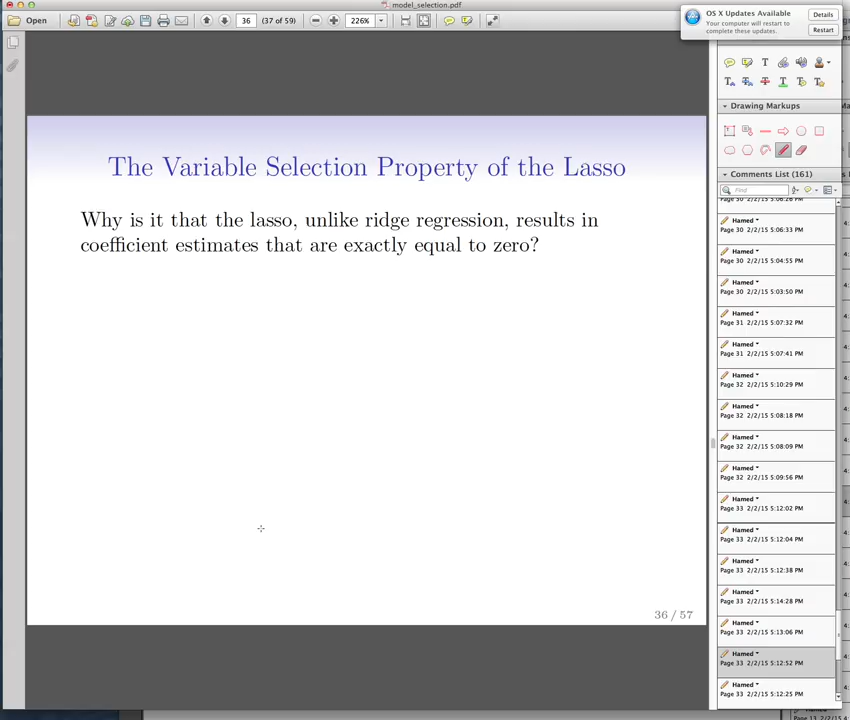 model_selection.pdf
Open
36
(37 of 59)
226%
OS X Updates Available
Your computer will restart to
complete these updates.
Details
Restart
Drawing Markups
Comments List (161)
Find
Page 30 2/2/15 5:06:26 PM
Hamed
Page 30 2/2/15 5:06:33 PM
Hamed
Page 30 2/2/15 5:04:55 PM
Hamed
Page 30 2/2/15 5:03:50 PM
Hamed
Page 31 2/2/15 5:07:32 PM
Hamed
Page 31 2/2/15 5:07:41 PM
Hamed
Page 32 2/2/15 5:10:29 PM
Hamed
Page 32 2/2/15 5:08:18 PM
Hamed
Page 32 2/2/15 5:08:09 PM
Hamed
Page 32 2/2/15 5:09:56 PM
Hamed
Page 33 2/2/15 5:12:02 PM
Hamed
Page 33 2/2/15 5:12:04 PM
Hamed
Page 33 2/2/15 5:12:38 PM
Hamed
Page 33 2/2/15 5:14:28 PM
Hamed
Page 33 2/2/15 5:13:06 PM
Hamed
Page 33 2/2/15 5:12:52 PM
Hamed
Page 33 2/2/15 5:12:25 PM
The Variable Selection Property of the Lasso
Why is it that the lasso, unlike ridge regression, results in
coefficient estimates that are exactly equal to zero?
36 / 57